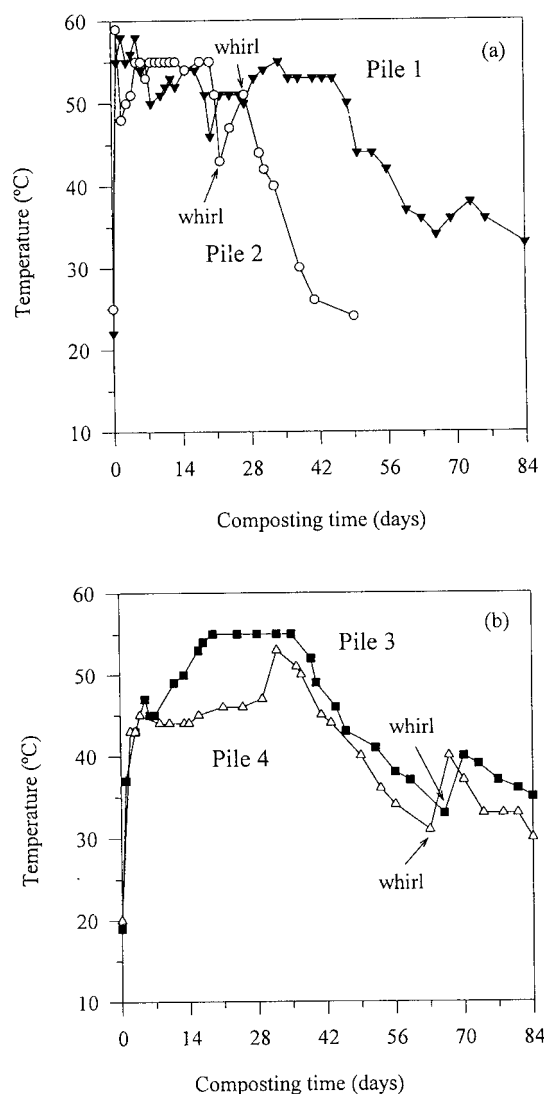 60
50
40
30
20
10
Temperature (ºC)
(a)
whirl
Pile 1
whirl
Pile 2
0 14 28 42 56 70 84
Composting time (days)
60
50
40
30
20
10
Temperature (ºC)
(b)
Pile 3
whirl
Pile 4
whirl
0 14 28 42 56 70 84
Composting time (days)